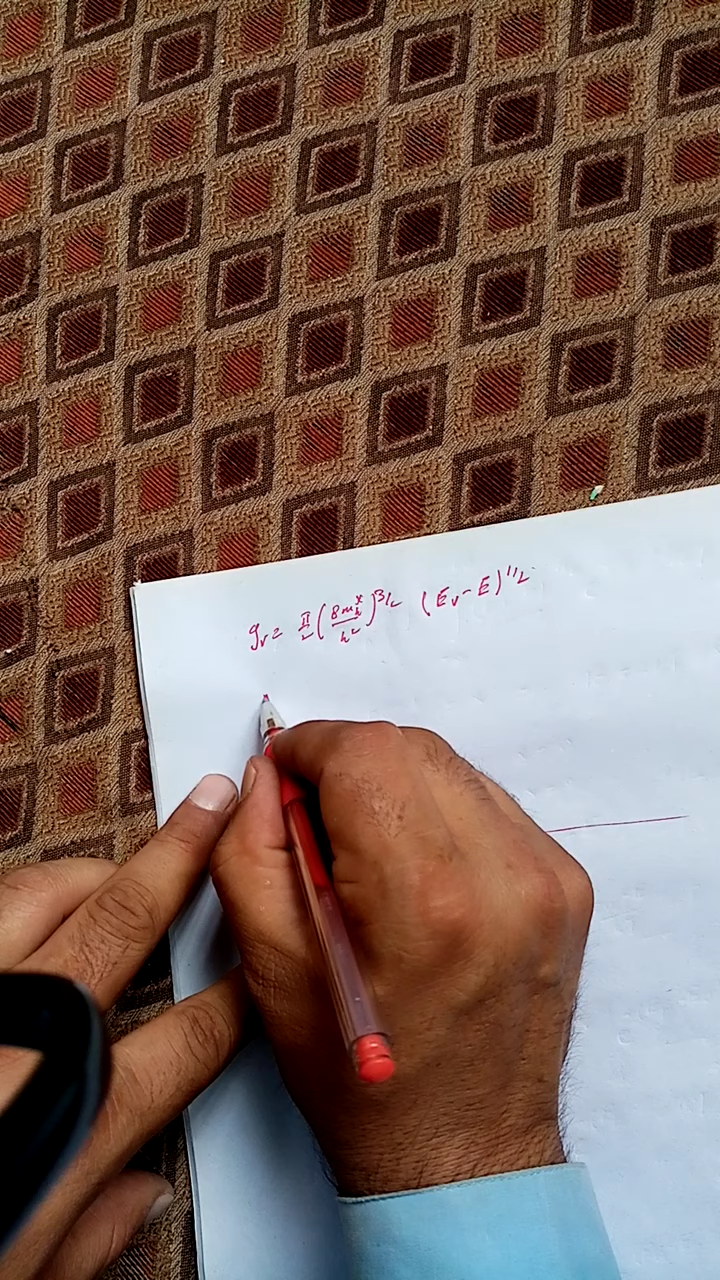 g_v = π/2 (8m_h^*/h²)^3/2 (E_v - E)^1/2